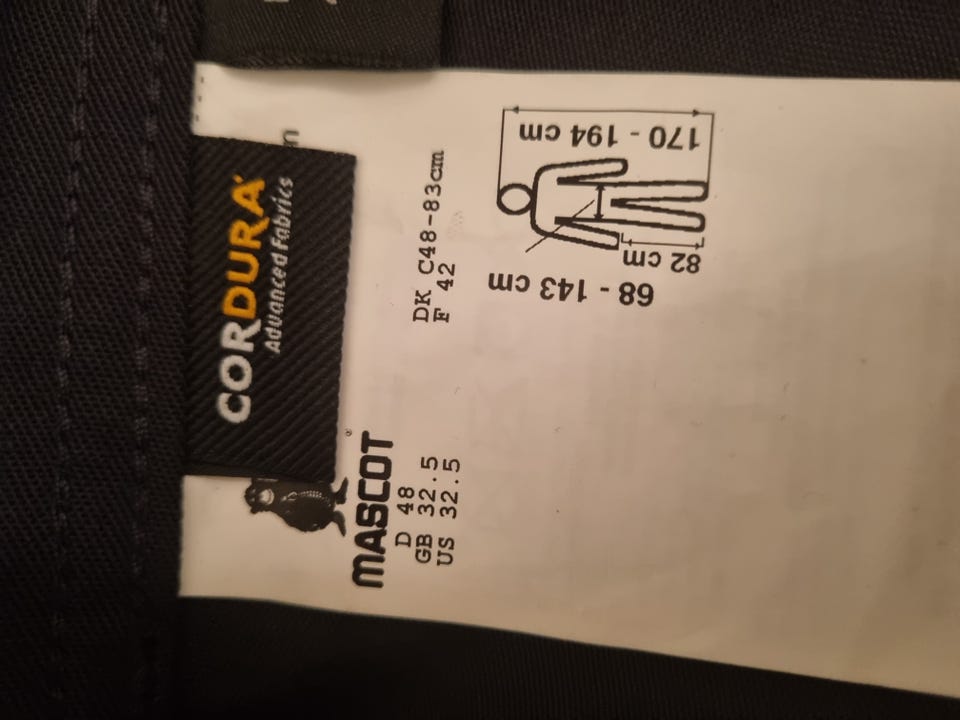 CORDURA
Advanced Fabrics
MASCOT®
D 48
GB 32.5
US 32.5
DK C48-83cm
F 42
170 - 194 cm
82 cm
68 - 143 cm